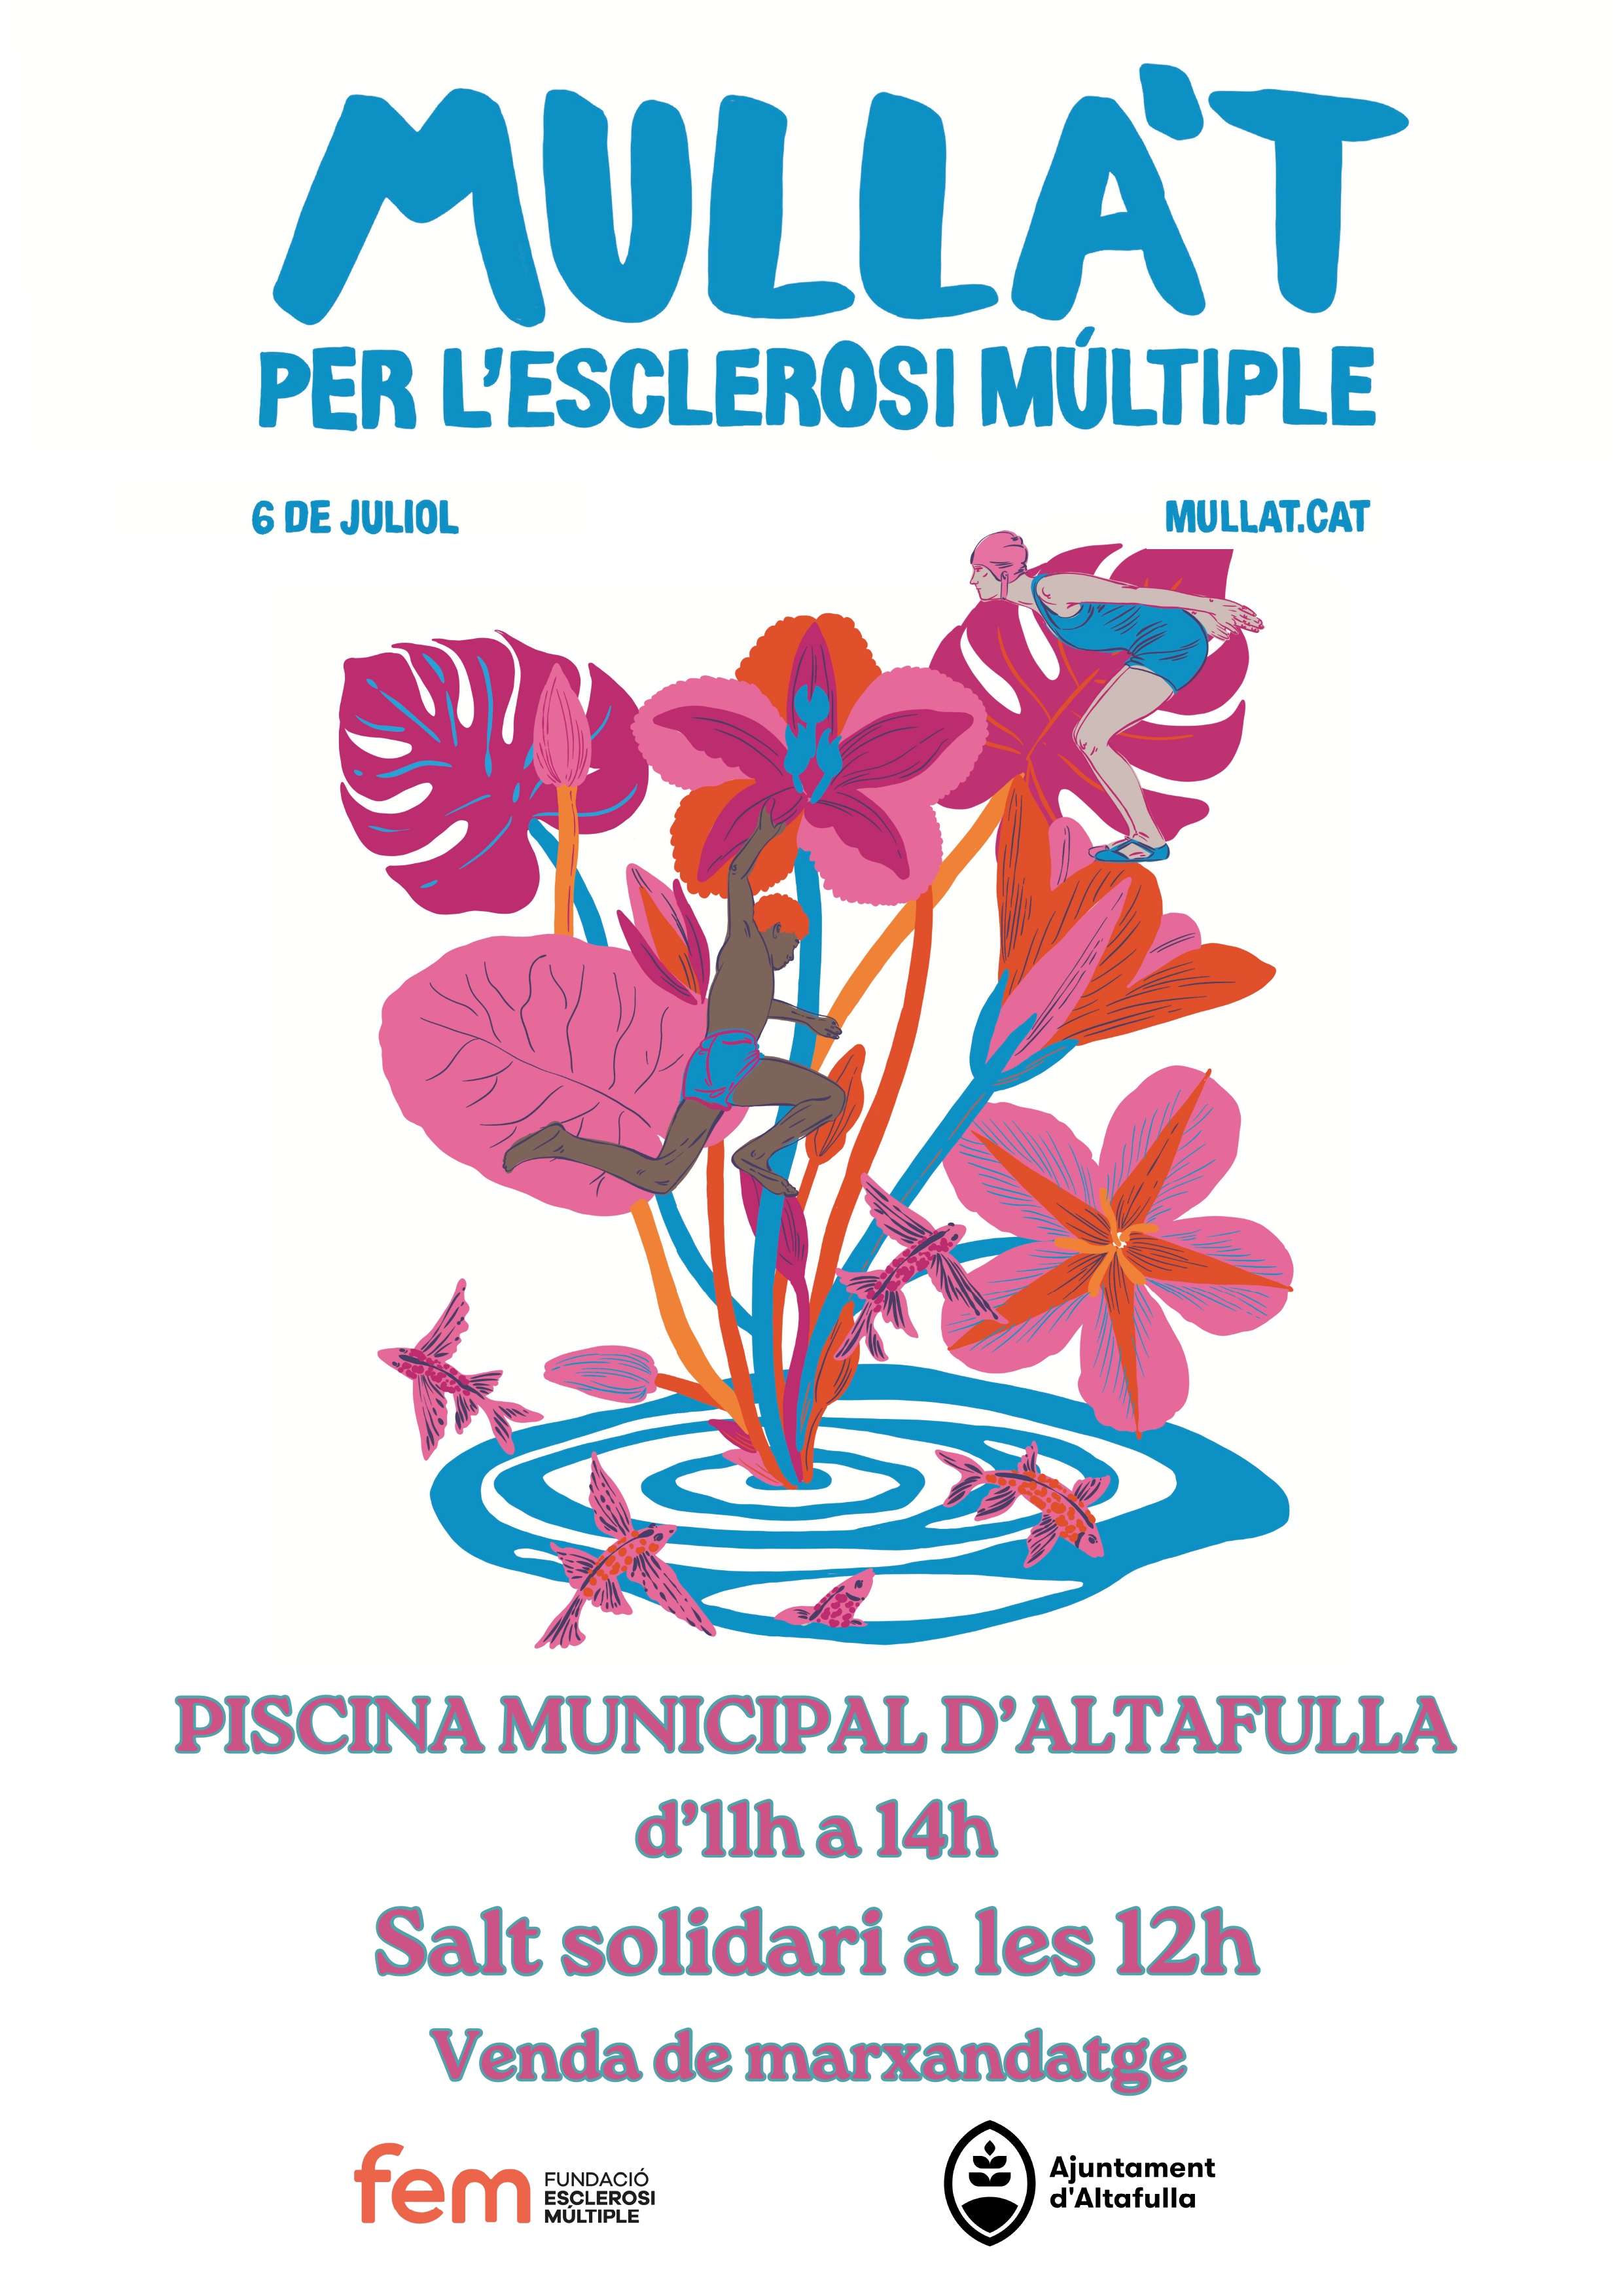 MULLA'T
PER L'ESCLEROSI MÚLTIPLE
6 DE JULIOL
MULLAT.CAT
PISCINA MUNICIPAL D'ALTAFULLA
d'11h a 14h
Salt solidari a les 12h
Venda de marxandatge
fem
FUNDACIÓ
ESCLEROSI
MÚLTIPLE
Ajuntament
d'Altafulla